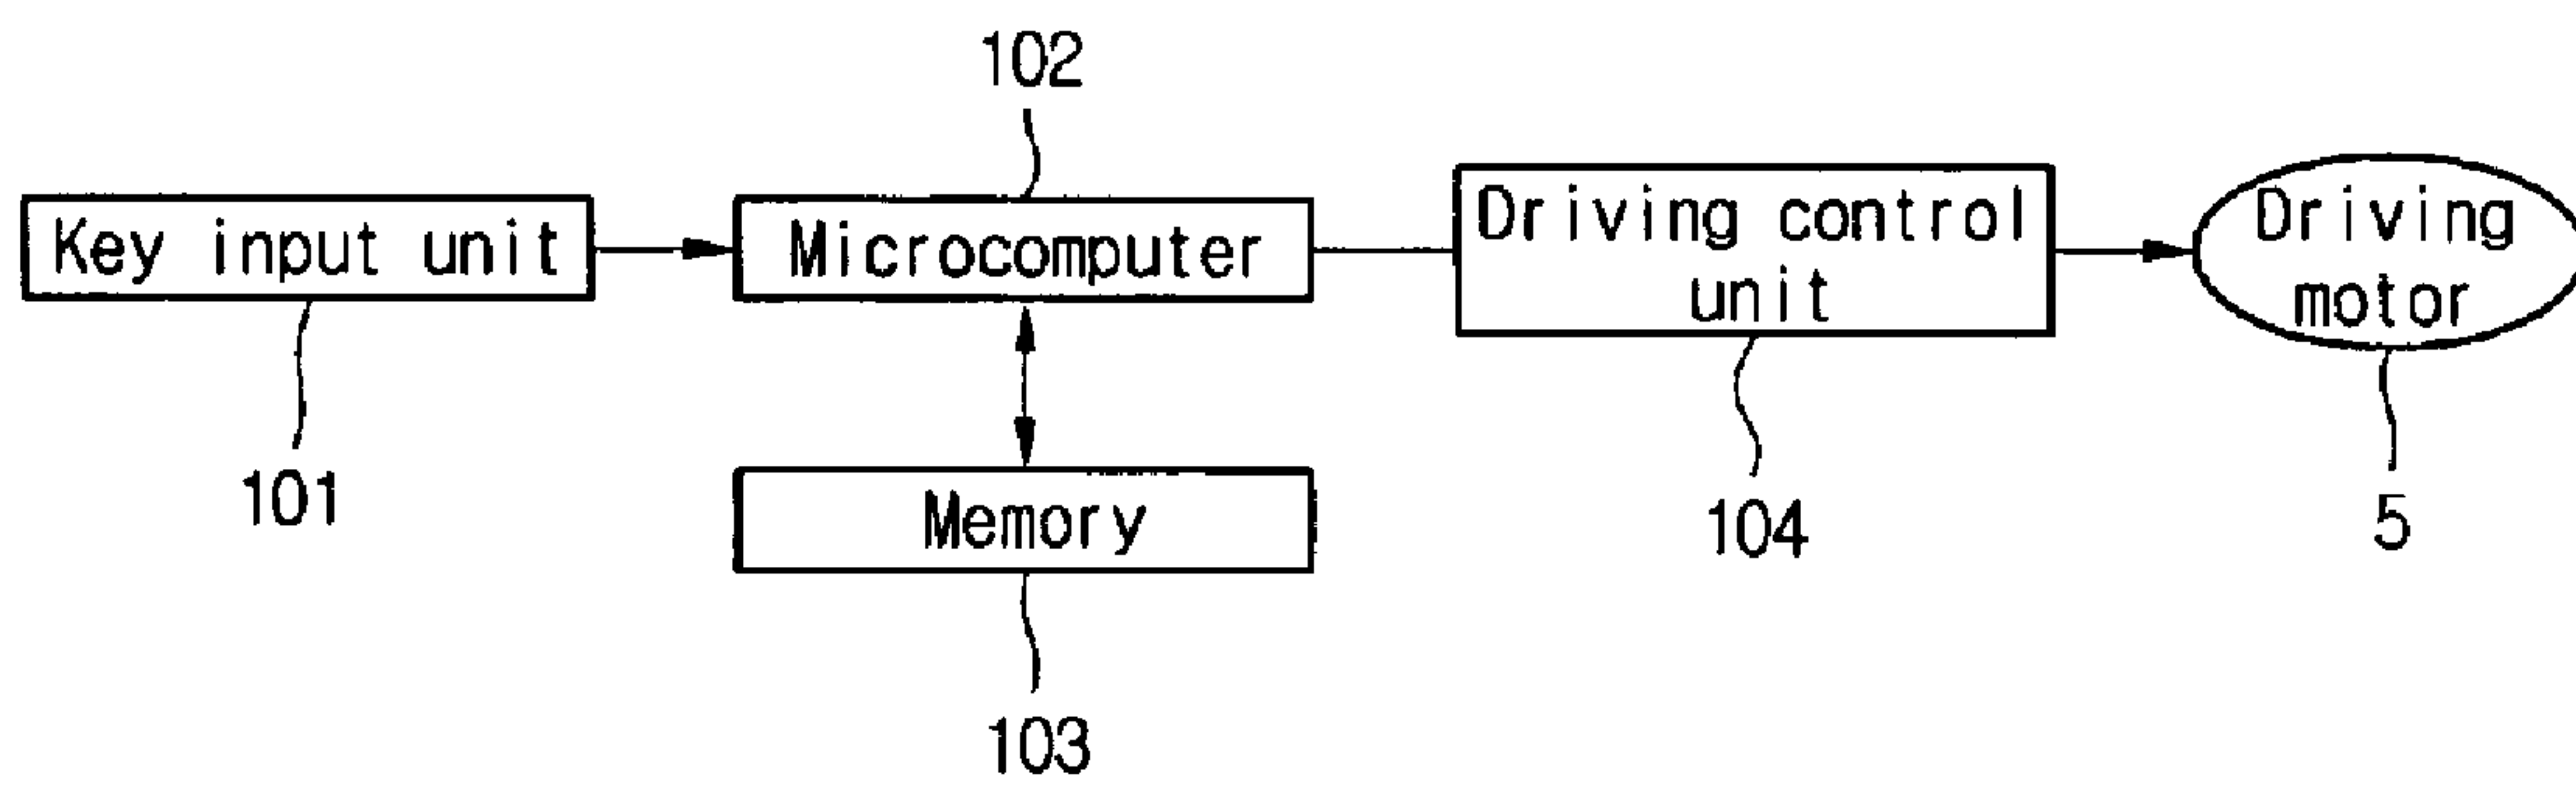 102
Key input unit
Microcomputer
Driving control
unit
Driving
motor
101
Memory
104
5
103